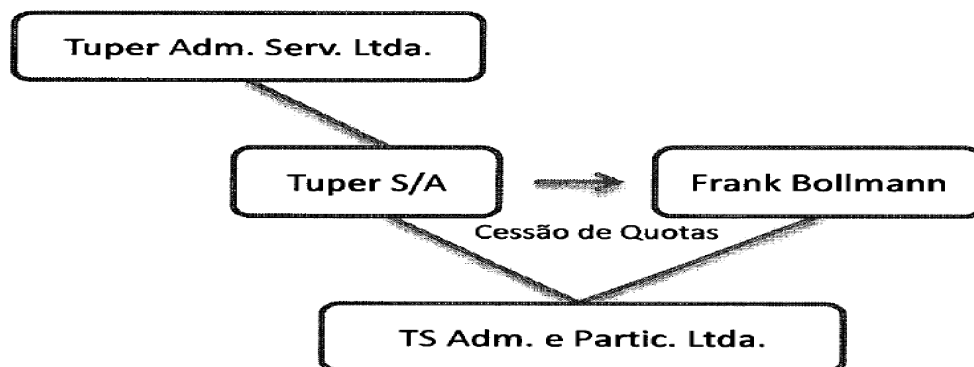 Tuper Adm. Serv. Ltda.
Tuper S/A
Frank Bollmann
Cessão de Quotas
TS Adm. e Partic. Ltda.